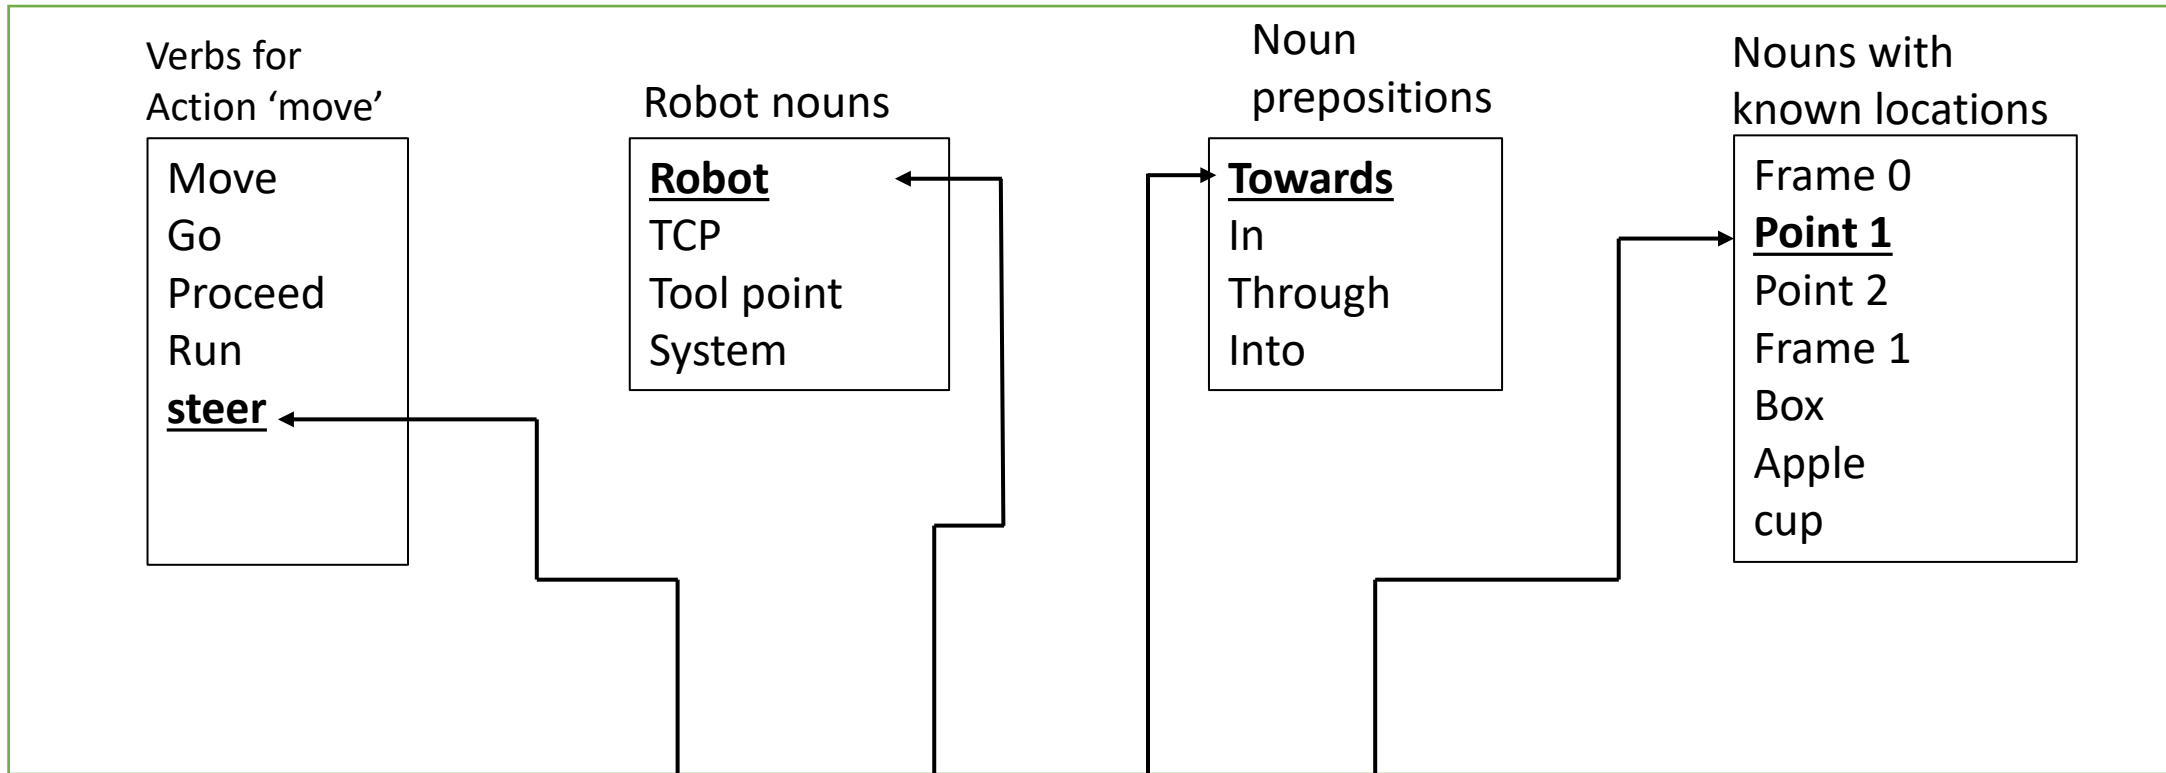 Verbs for
Action ‘move’
Move
Go
Proceed
Run
steer
Robot nouns
Robot
TCP
Tool point
System
Noun
prepositions
Towards
In
Through
Into
Nouns with
known locations
Frame 0
Point 1
Point 2
Frame 1
Box
Apple
cup